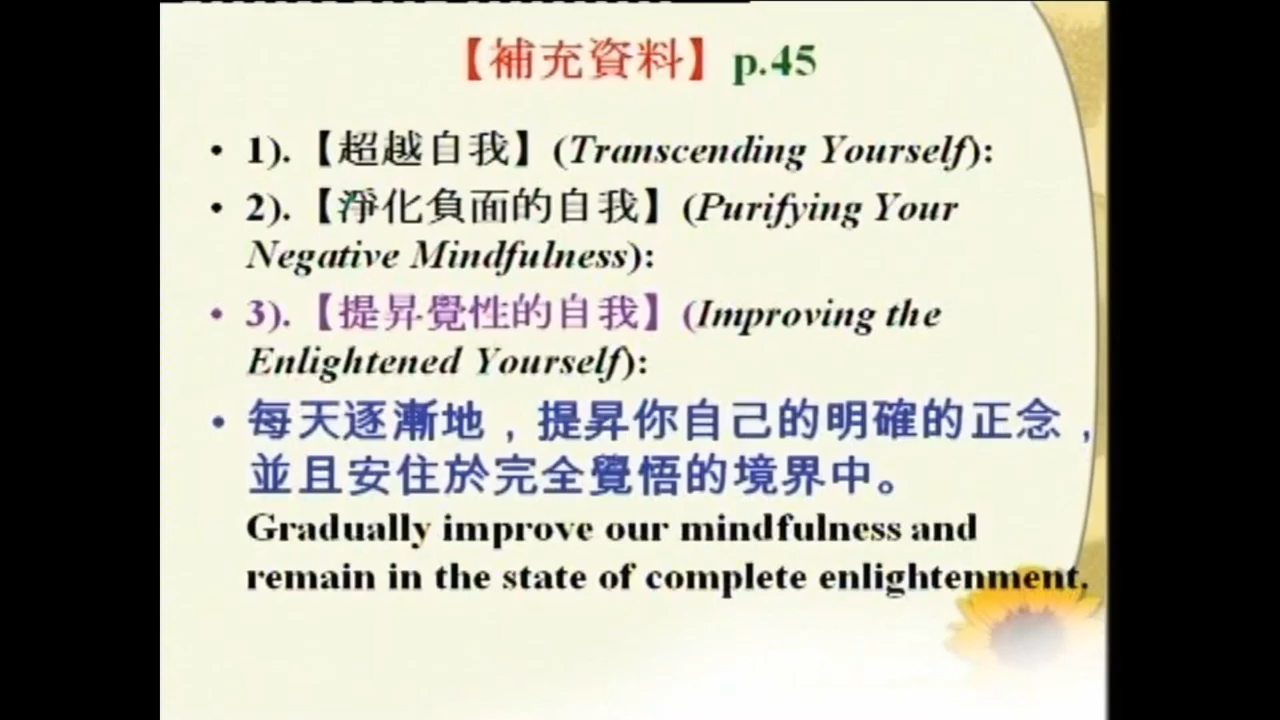 【補充資料】p.45
• 1).【超越自我】(Transcending Yourself):
• 2).【淨化負面的自我】(Purifying Your
Negative Mindfulness):
• 3).【提昇覺性的自我】(Improving the
Enlightened Yourself):
• 每天逐漸地，提昇你自己的明確的正念，
並且安住於完全覺悟的境界中。
Gradually improve our mindfulness and
remain in the state of complete enlightenment.